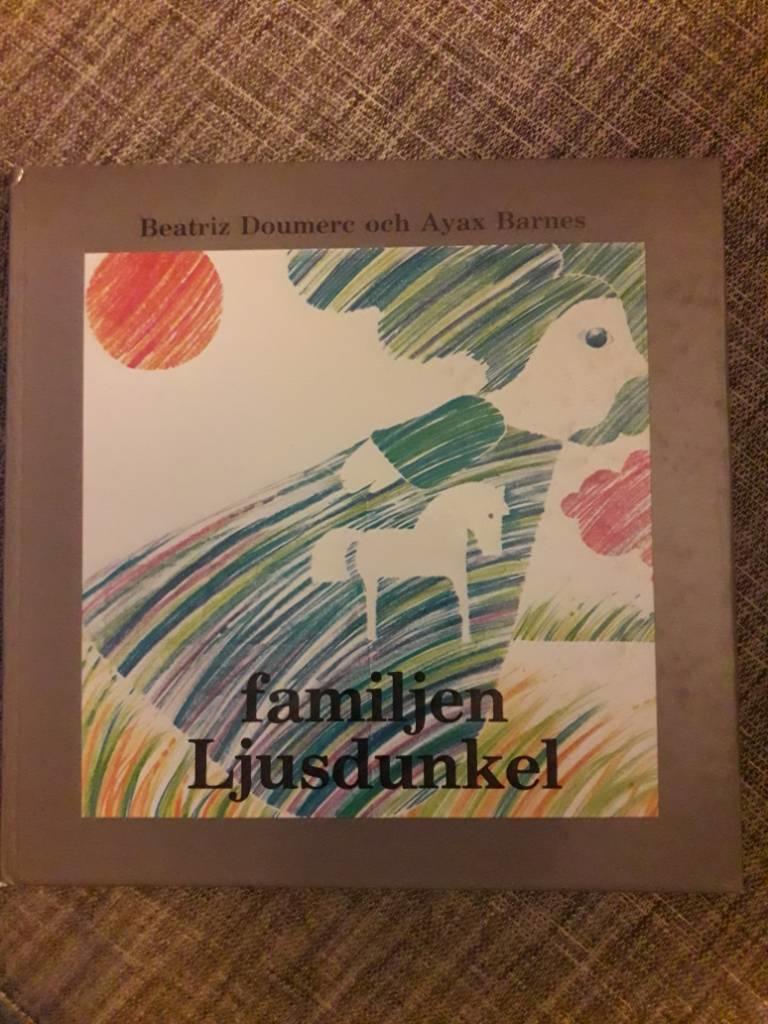 Beatriz Doumerc och Ayax Barnes
familjen
Ljusdunkel